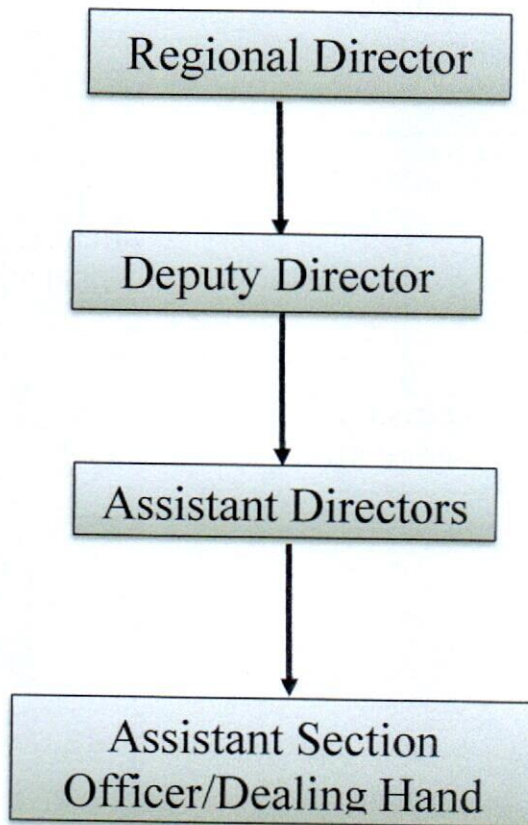 Regional Director
Deputy Director
Assistant Directors
Assistant Section
Officer/Dealing Hand